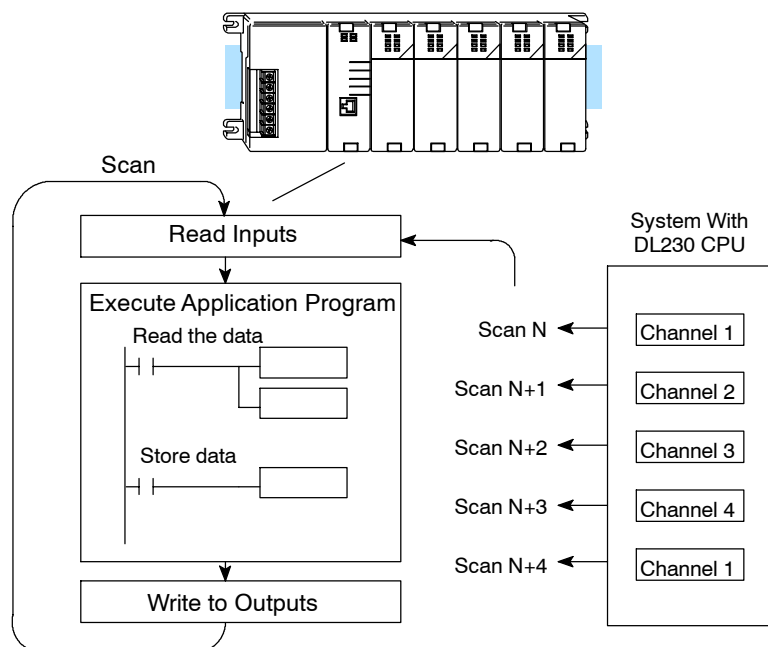 Scan
Read Inputs
Execute Application Program
Read the data
Store data
Write to Outputs
System With
DL230 CPU
Scan N
Channel 1
Scan N+1
Channel 2
Scan N+2
Channel 3
Scan N+3
Channel 4
Scan N+4
Channel 1